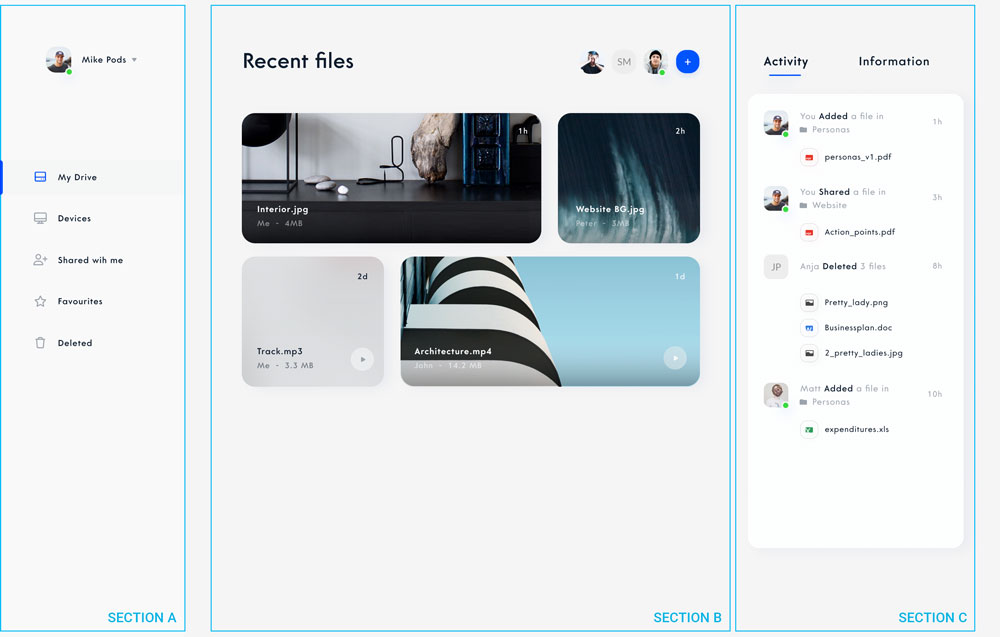 Mike Pods
My Drive
Devices
Shared wih me
Favourites
Deleted
SECTION A
Recent files
SM
+
1h
Interior.jpg
Me - 4MB
2h
Website BG.jpg
Peter - 3MB
2d
Track.mp3
Me - 3.3 MB
1d
Architecture.mp4
John - 14.2 MB
SECTION B
Activity
Information
You Added a file in
1h
Personas
personas_v1.pdf
You Shared a file in
3h
Website
Action_points.pdf
JP
Anja Deleted 3 files
8h
Pretty_lady.png
Businessplan.doc
2_pretty_ladies.jpg
Matt Added a file in
10h
Personas
expenditures.xls
SECTION C